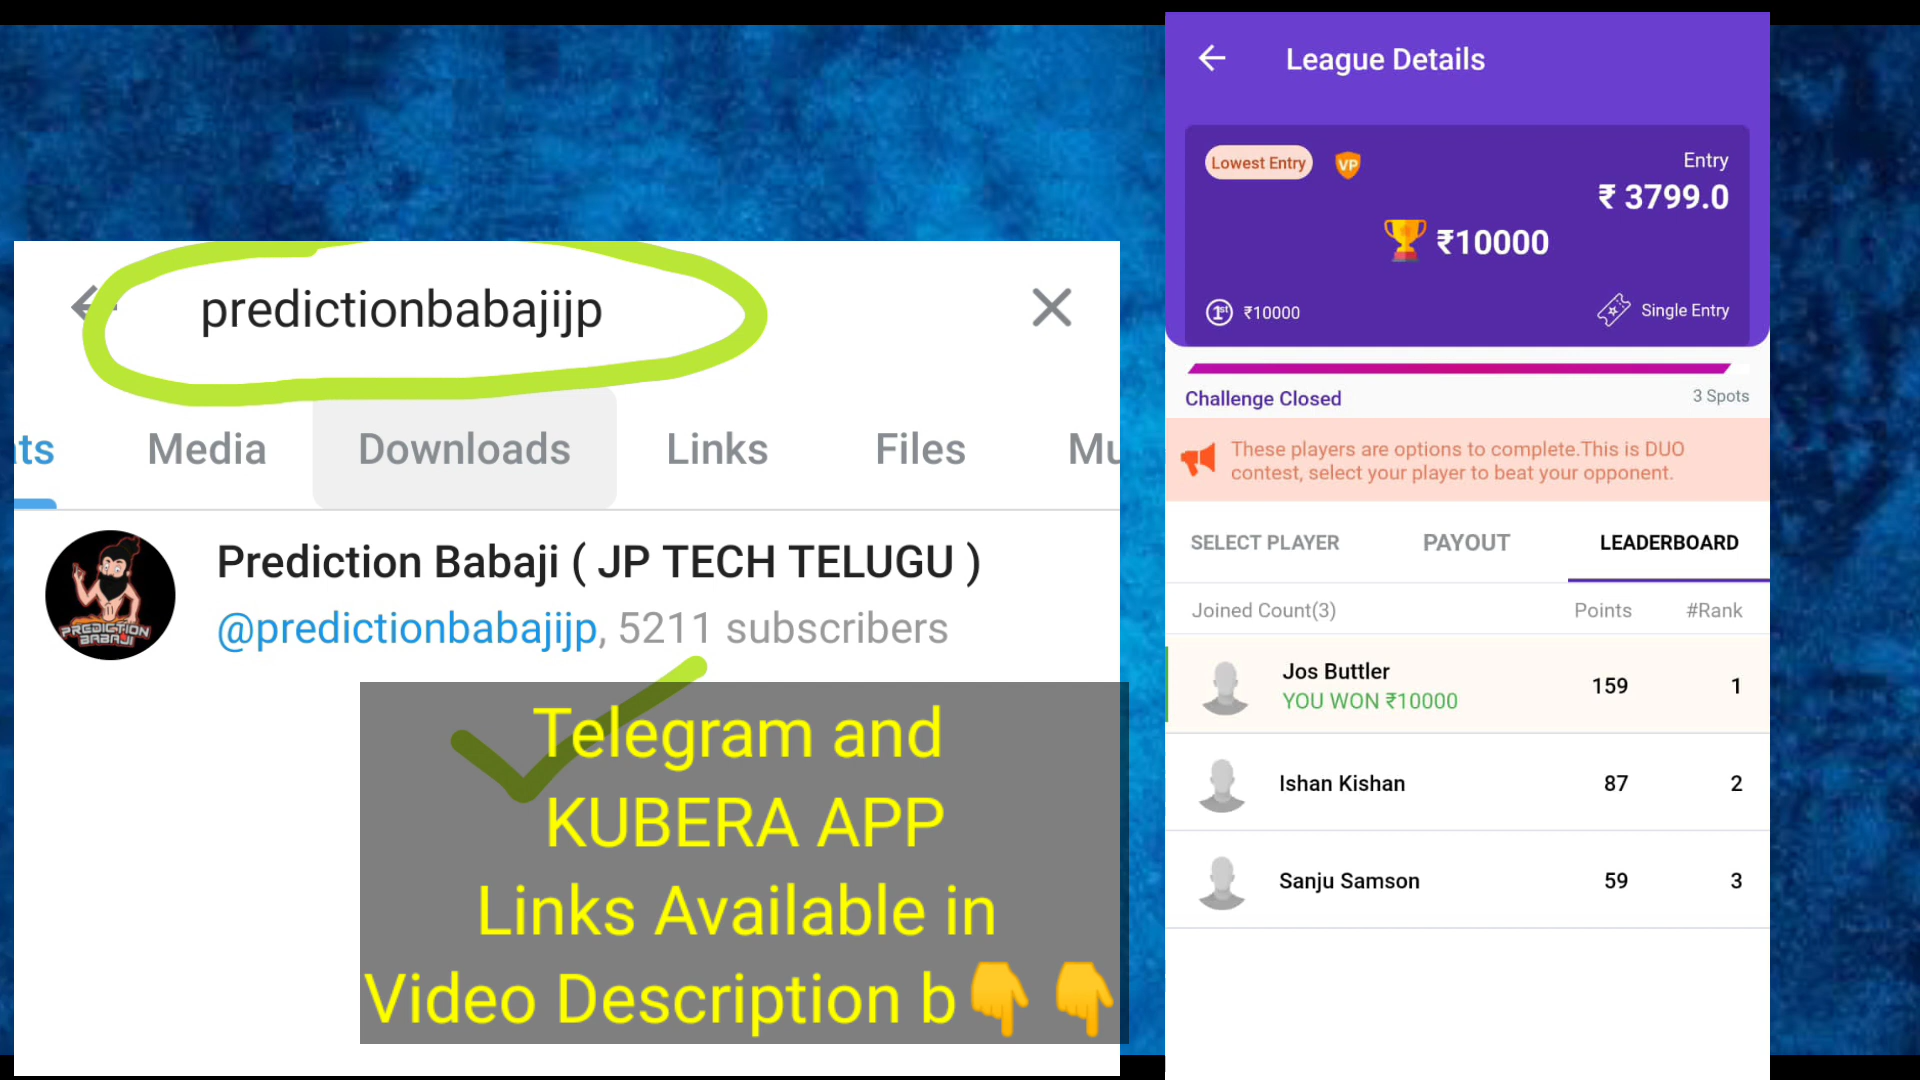 predictionbabajijp
ts Media Downloads Links Files Mu
Prediction Babaji ( JP TECH TELUGU )
@predictionbabajijp, 5211 subscribers
PREDICTION
BABAJI
Telegram and
KUBERA APP
Links Available in
Video Description b👇👇
League Details
Lowest Entry
VP
Entry
₹ 3799.0
₹10000
1st ₹10000
Single Entry
Challenge Closed
3 Spots
These players are options to complete.This is DUO
contest, select your player to beat your opponent.
SELECT PLAYER PAYOUT LEADERBOARD
Joined Count(3) Points #Rank
Jos Buttler
YOU WON ₹10000
159 1
Ishan Kishan 87 2
Sanju Samson 59 3